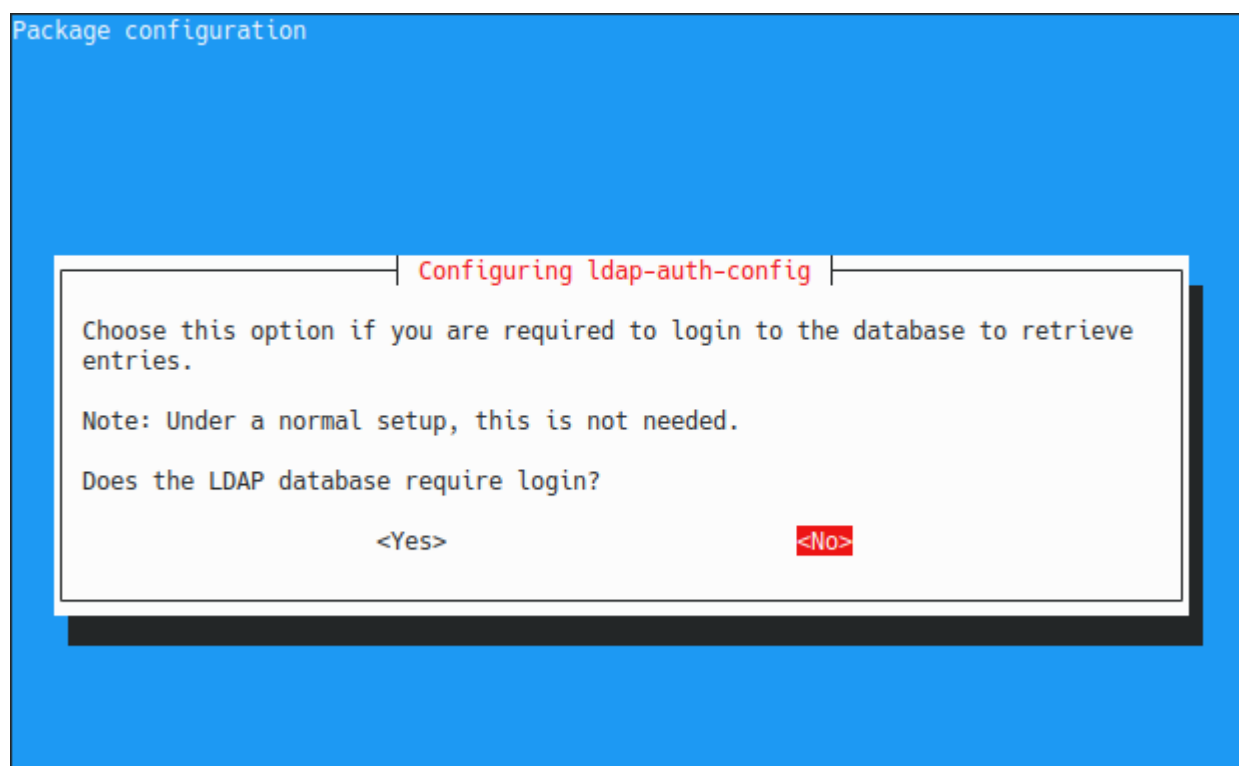 Package configuration
Configuring ldap-auth-config
Choose this option if you are required to login to the database to retrieve
entries.
Note: Under a normal setup, this is not needed.
Does the LDAP database require login?
<Yes> <No>